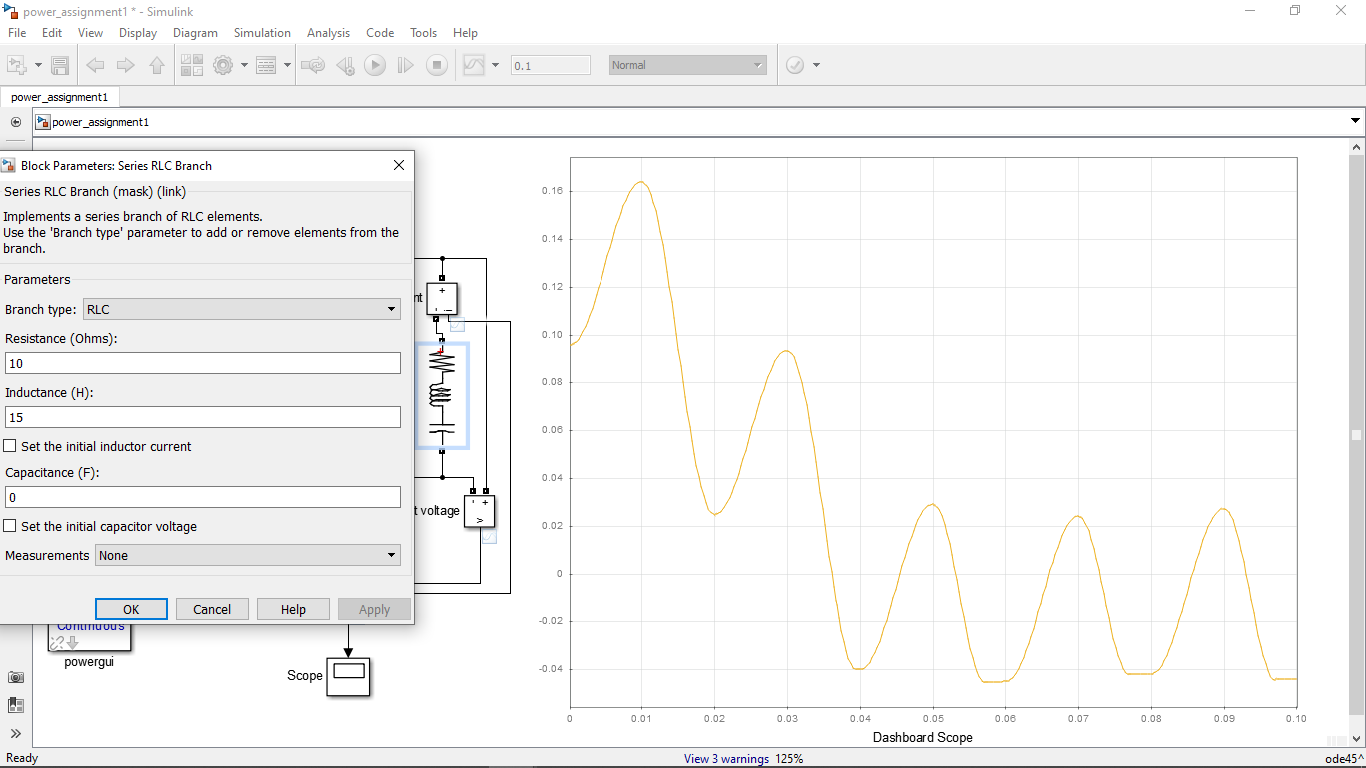 power_assignment1 * - Simulink
File Edit View Display Diagram Simulation Analysis Code Tools Help
0.1 Normal
power_assignment1
power_assignment1
Block Parameters: Series RLC Branch
Series RLC Branch (mask) (link)
Implements a series branch of RLC elements.
Use the 'Branch type' parameter to add or remove elements from the
branch.
Parameters
Branch type: RLC
Resistance (Ohms):
10
Inductance (H):
15
Set the initial inductor current
Capacitance (F):
0
Set the initial capacitor voltage
Measurements None
OK Cancel Help Apply
nt
t voltage
Continuous
powergui
Scope
0.16
0.14
0.12
0.10
0.08
0.06
0.04
0.02
0
-0.02
-0.04
0 0.01 0.02 0.03 0.04 0.05 0.06 0.07 0.08 0.09 0.10
Dashboard Scope
Ready View 3 warnings 125% ode45